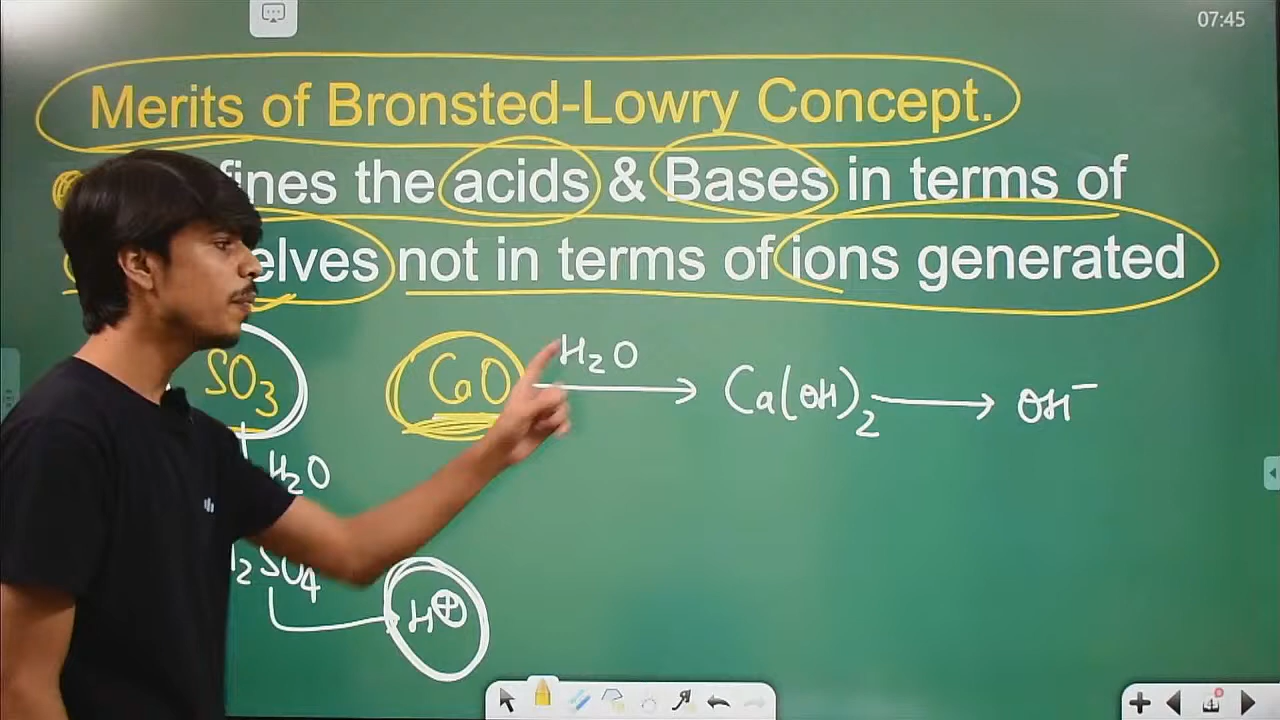 07:45
Merits of Bronsted-Lowry Concept.
fines the acids & Bases in terms of
elves not in terms of ions generated
SO3 CaO H2O → Ca(OH)2 → OH⁻
H2O
2SO4
H⊕